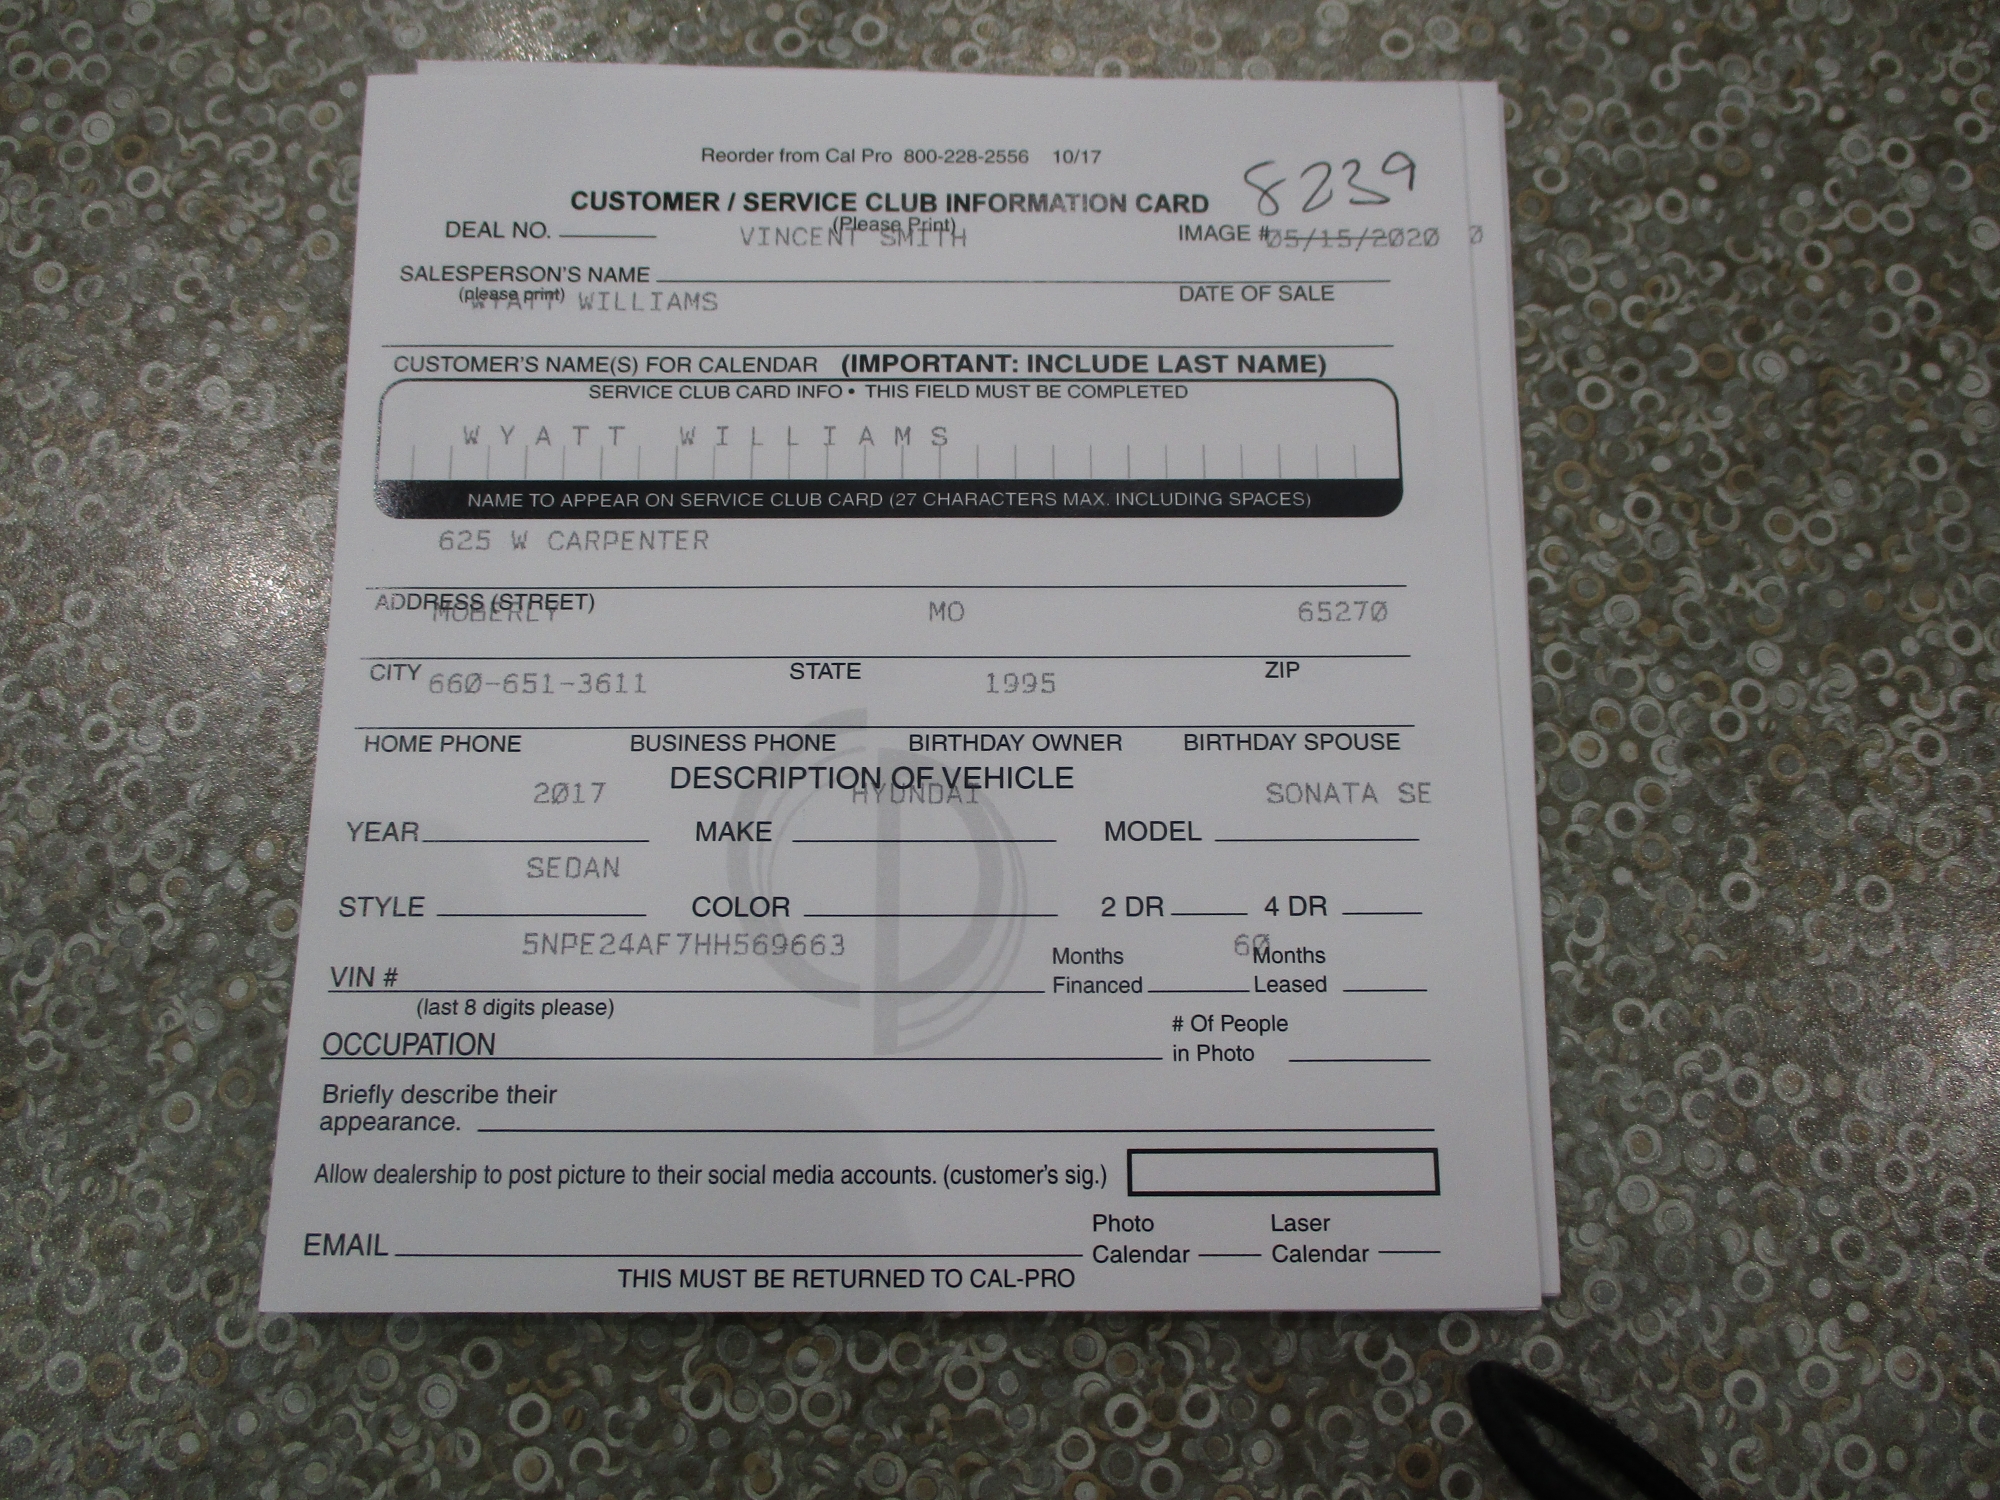 Reorder from Cal Pro 800-228-2556 10/17
8239
CUSTOMER / SERVICE CLUB INFORMATION CARD
(Please Print)
DEAL NO. VINCENT SMITH IMAGE # 05/15/2020 0
SALESPERSON'S NAME
(please print) WYATT WILLIAMS DATE OF SALE
CUSTOMER'S NAME(S) FOR CALENDAR (IMPORTANT: INCLUDE LAST NAME)
SERVICE CLUB CARD INFO • THIS FIELD MUST BE COMPLETED
WYATT WILLIAMS
NAME TO APPEAR ON SERVICE CLUB CARD (27 CHARACTERS MAX. INCLUDING SPACES)
625 W CARPENTER
ADDRESS (STREET)
MOBERLY MO 65270
CITY STATE ZIP
660-651-3611 1995
HOME PHONE BUSINESS PHONE BIRTHDAY OWNER BIRTHDAY SPOUSE
DESCRIPTION OF VEHICLE
2017 HYUNDAI SONATA SE
YEAR MAKE MODEL
SEDAN
STYLE COLOR 2 DR 4 DR
5NPE24AF7HH569663 60
VIN # Months Financed Months Leased
(last 8 digits please)
OCCUPATION # Of People in Photo
Briefly describe their
appearance.
Allow dealership to post picture to their social media accounts. (customer's sig.)
EMAIL Photo Calendar Laser Calendar
THIS MUST BE RETURNED TO CAL-PRO